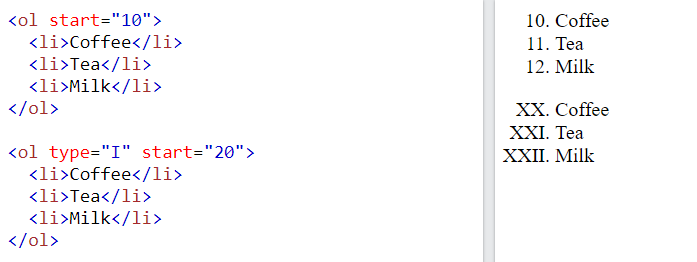 <ol start="10">
  <li>Coffee</li>
  <li>Tea</li>
  <li>Milk</li>
</ol>

<ol type="I" start="20">
  <li>Coffee</li>
  <li>Tea</li>
  <li>Milk</li>
</ol>

10. Coffee
11. Tea
12. Milk

XX. Coffee
XXI. Tea
XXII. Milk